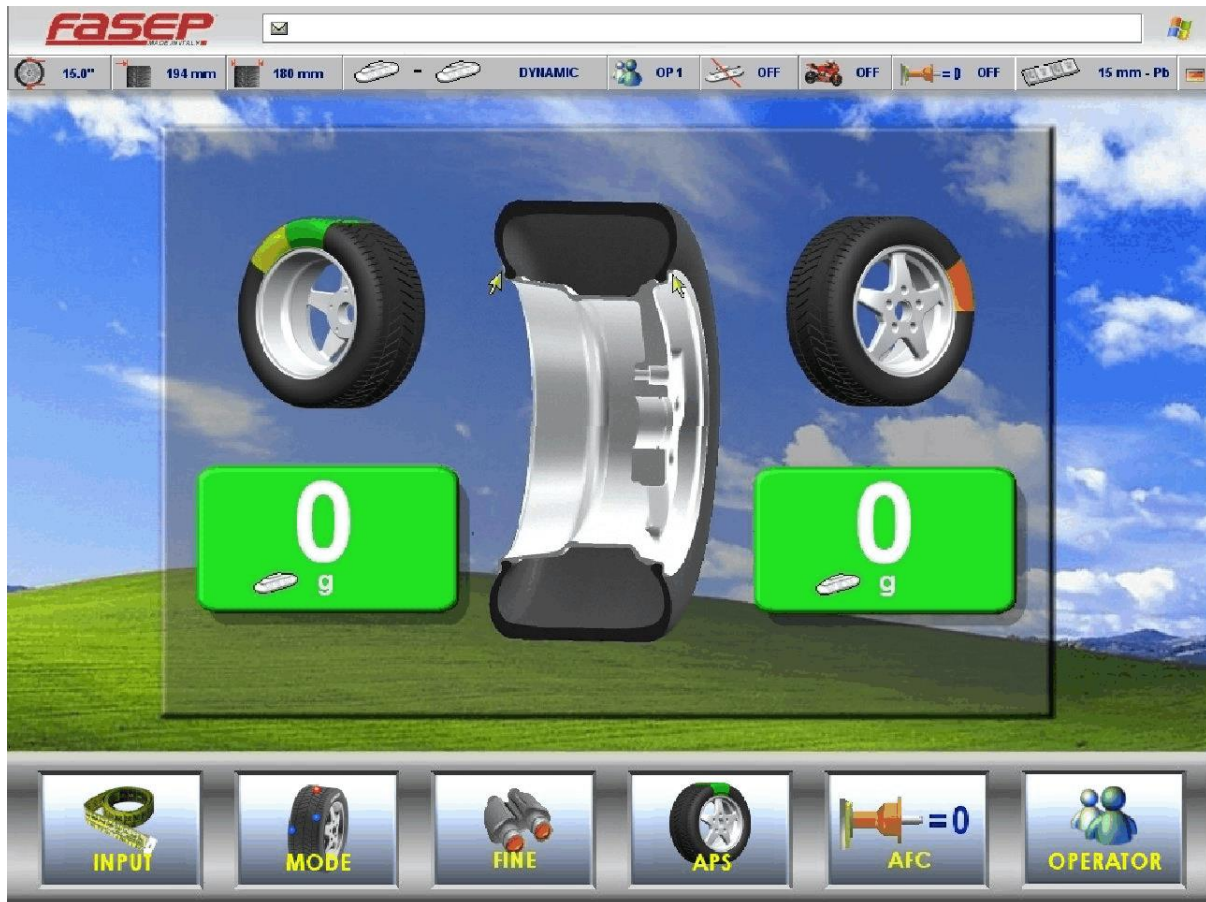 FASEP
MADE IN ITALY
15.0" 194 mm 180 mm - DYNAMIC OP 1 OFF OFF = 0 OFF 15 mm - Pb
0 0
g g
INPUT MODE FINE APS =0 AFC OPERATOR